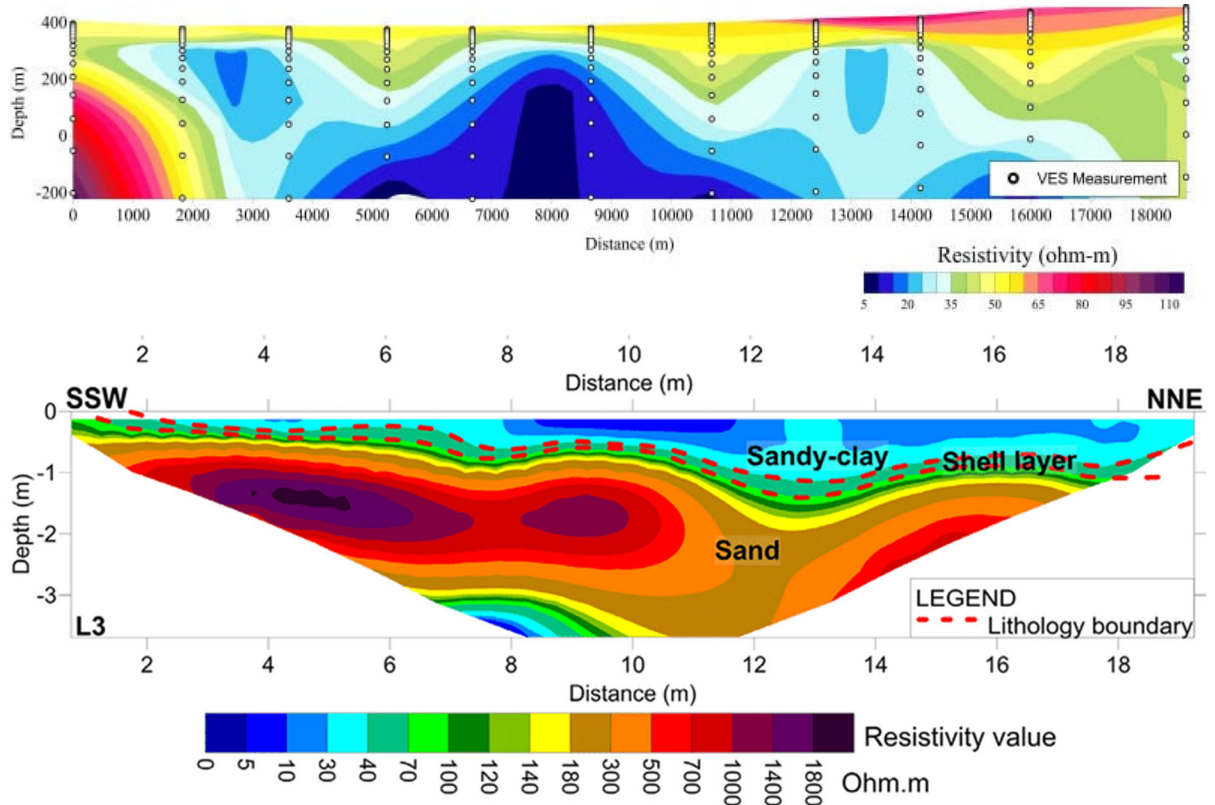 400
200
0
-200
Depth (m)
0 1000 2000 3000 4000 5000 6000 7000 8000 9000 10000 11000 12000 13000 14000 15000 16000 17000 18000
VES Measurement
Distance (m)
Resistivity (ohm-m)
5 20 35 50 65 80 95 110
2 4 6 8 10 12 14 16 18
Distance (m)
SSW
NNE
0
-1
-2
-3
Depth (m)
Sandy-clay
Shell layer
Sand
LEGEND
Lithology boundary
L3
2 4 6 8 10 12 14 16 18
Distance (m)
Resistivity value
0 5 10 30 40 70 100 120 140 180 300 500 700 1000 1400 1800
Ohm.m